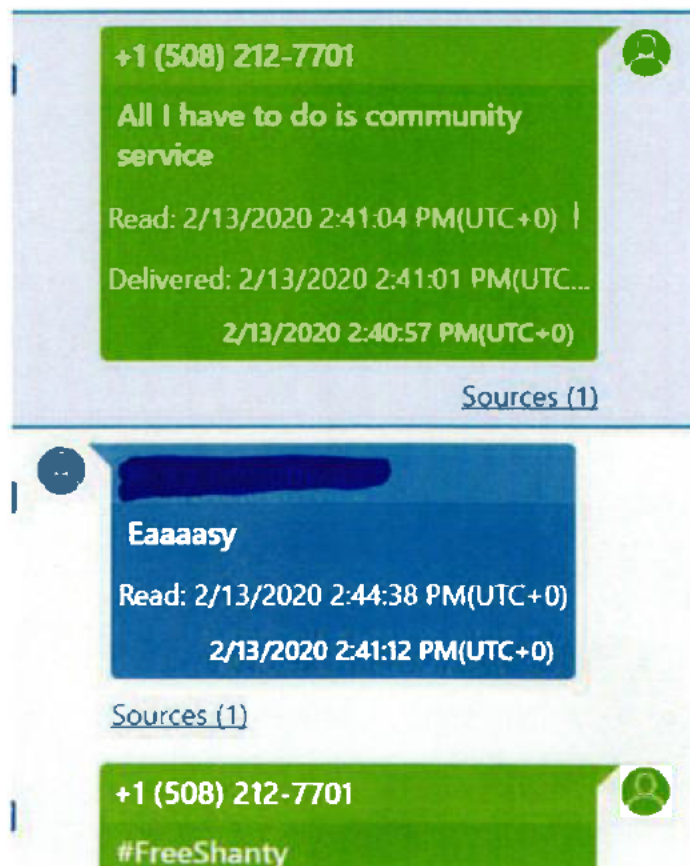 +1 (508) 212-7701
All I have to do is community
service
Read: 2/13/2020 2:41:04 PM(UTC+0)
Delivered: 2/13/2020 2:41:01 PM(UTC...
2/13/2020 2:40:57 PM(UTC+0)
Sources (1)
Eaaaasy
Read: 2/13/2020 2:44:38 PM(UTC+0)
2/13/2020 2:41:12 PM(UTC+0)
Sources (1)
+1 (508) 212-7701
#FreeShanty